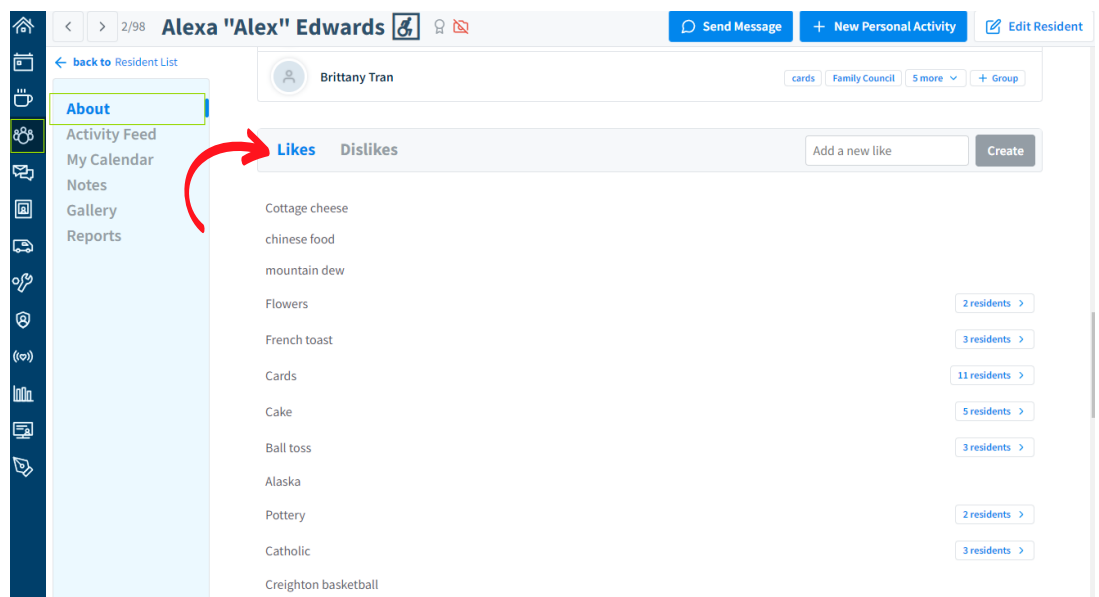 2/98 Alexa "Alex" Edwards Send Message + New Personal Activity Edit Resident
back to Resident List
Brittany Tran cards Family Council 5 more + Group
About
Activity Feed
My Calendar
Notes
Gallery
Reports
Likes Dislikes Add a new like Create
Cottage cheese
chinese food
mountain dew
Flowers 2 residents
French toast 3 residents
Cards 11 residents
Cake 5 residents
Ball toss 3 residents
Alaska
Pottery 2 residents
Catholic 3 residents
Creighton basketball